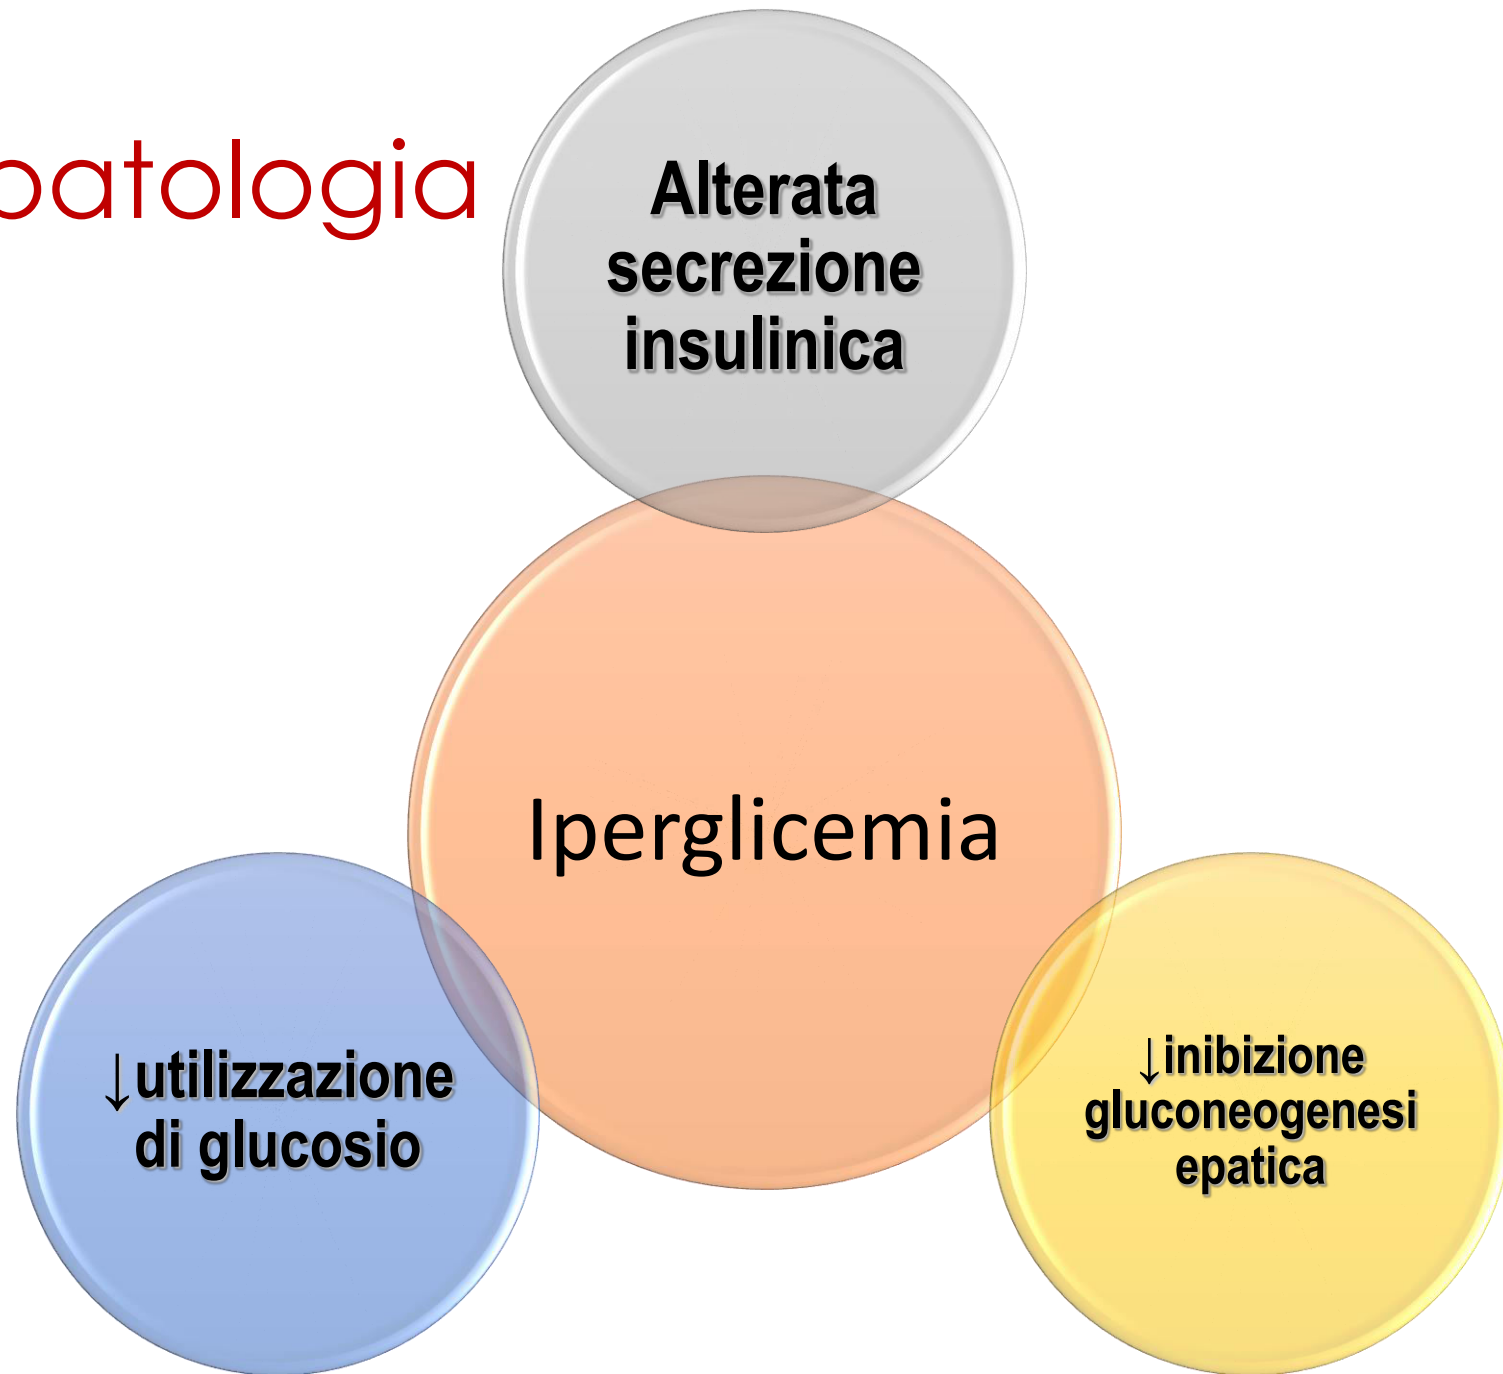 patologia
Alterata
secrezione
insulinica
Iperglicemia
↓utilizzazione
di glucosio
↓inibizione
gluconeogenesi
epatica